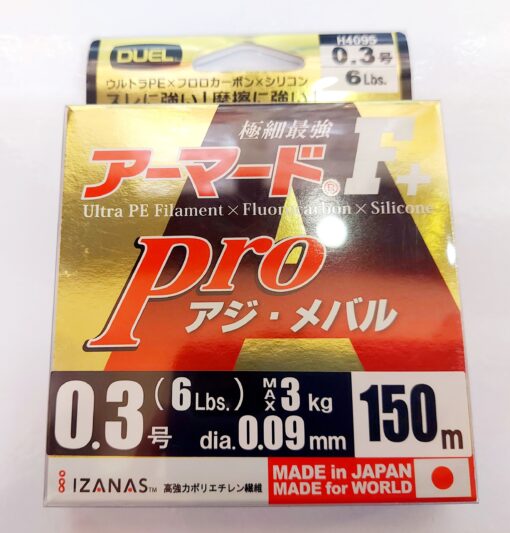 DUEL
H4095
0.3号
6 Lbs.
ウルトラPE×フロロカーボン×シリコン
スレに強い!摩擦に強い!
極細最強
アーマード® F+
Ultra PE Filament × Fluorocarbon × Silicone
Pro
アジ・メバル
0.3号 (6 Lbs.) MAX 3 kg
dia. 0.09 mm
150m
IZANAS™ 高強力ポリエチレン繊維
MADE in JAPAN
MADE for WORLD